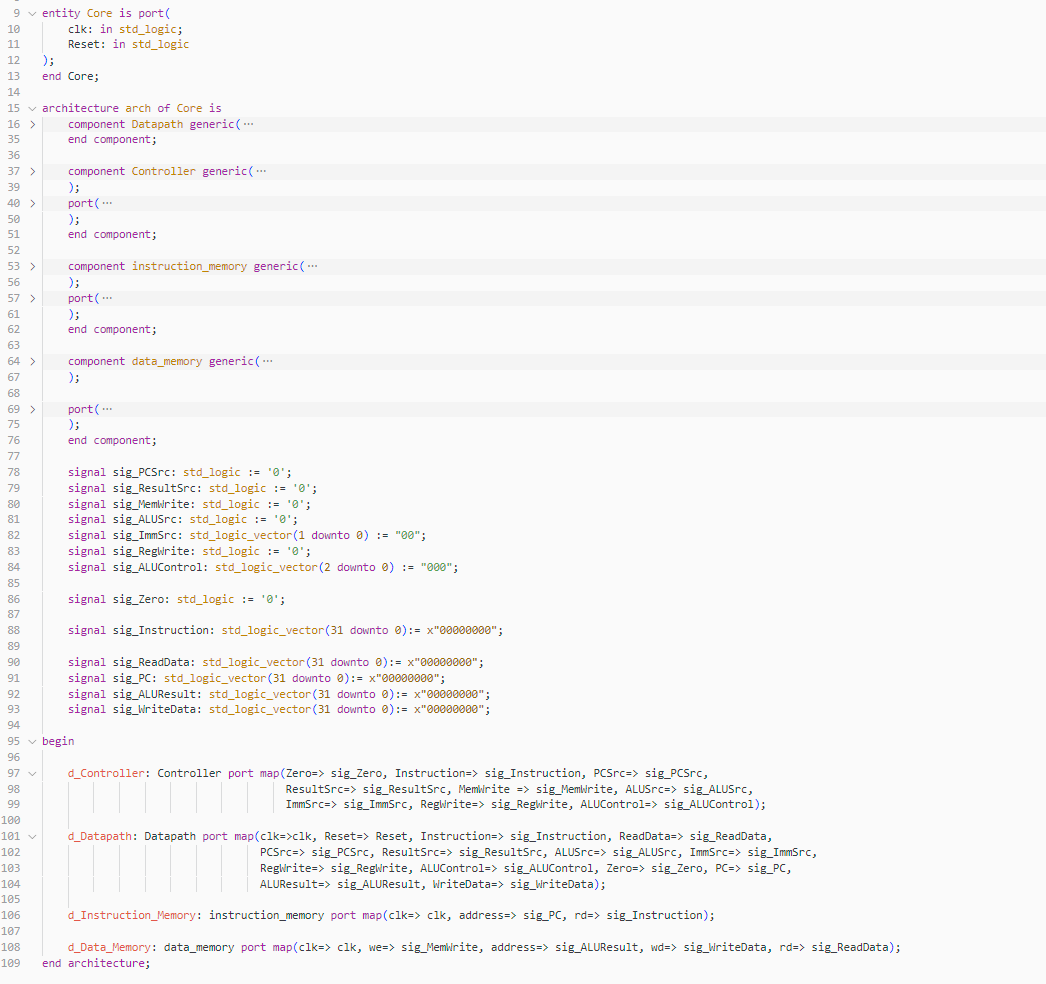 9 entity Core is port(
10 clk: in std_logic;
11 Reset: in std_logic
12 );
13 end Core;
14
15 architecture arch of Core is
16 component Datapath generic( ···
35 end component;
36
37 component Controller generic( ···
39 );
40 port( ···
50 );
51 end component;
52
53 component instruction_memory generic( ···
56 );
57 port( ···
61 );
62 end component;
63
64 component data_memory generic( ···
67 );
68
69 port( ···
75 );
76 end component;
77
78 signal sig_PCSrc: std_logic := '0';
79 signal sig_ResultSrc: std_logic := '0';
80 signal sig_MemWrite: std_logic := '0';
81 signal sig_ALUSrc: std_logic := '0';
82 signal sig_ImmSrc: std_logic_vector(1 downto 0) := "00";
83 signal sig_RegWrite: std_logic := '0';
84 signal sig_ALUControl: std_logic_vector(2 downto 0) := "000";
85
86 signal sig_Zero: std_logic := '0';
87
88 signal sig_Instruction: std_logic_vector(31 downto 0):= x"00000000";
89
90 signal sig_ReadData: std_logic_vector(31 downto 0):= x"00000000";
91 signal sig_PC: std_logic_vector(31 downto 0):= x"00000000";
92 signal sig_ALUResult: std_logic_vector(31 downto 0):= x"00000000";
93 signal sig_WriteData: std_logic_vector(31 downto 0):= x"00000000";
94
95 begin
96
97 d_Controller: Controller port map(Zero=> sig_Zero, Instruction=> sig_Instruction, PCSrc=> sig_PCSrc,
98 ResultSrc=> sig_ResultSrc, MemWrite => sig_MemWrite, ALUSrc=> sig_ALUSrc,
99 ImmSrc=> sig_ImmSrc, RegWrite=> sig_RegWrite, ALUControl=> sig_ALUControl);
100
101 d_Datapath: Datapath port map(clk=>clk, Reset=> Reset, Instruction=> sig_Instruction, ReadData=> sig_ReadData,
102 PCSrc=> sig_PCSrc, ResultSrc=> sig_ResultSrc, ALUSrc=> sig_ALUSrc, ImmSrc=> sig_ImmSrc,
103 RegWrite=> sig_RegWrite, ALUControl=> sig_ALUControl, Zero=> sig_Zero, PC=> sig_PC,
104 ALUResult=> sig_ALUResult, WriteData=> sig_WriteData);
105
106 d_Instruction_Memory: instruction_memory port map(clk=> clk, address=> sig_PC, rd=> sig_Instruction);
107
108 d_Data_Memory: data_memory port map(clk=> clk, we=> sig_MemWrite, address=> sig_ALUResult, wd=> sig_WriteData, rd=> sig_ReadData);
109 end architecture;